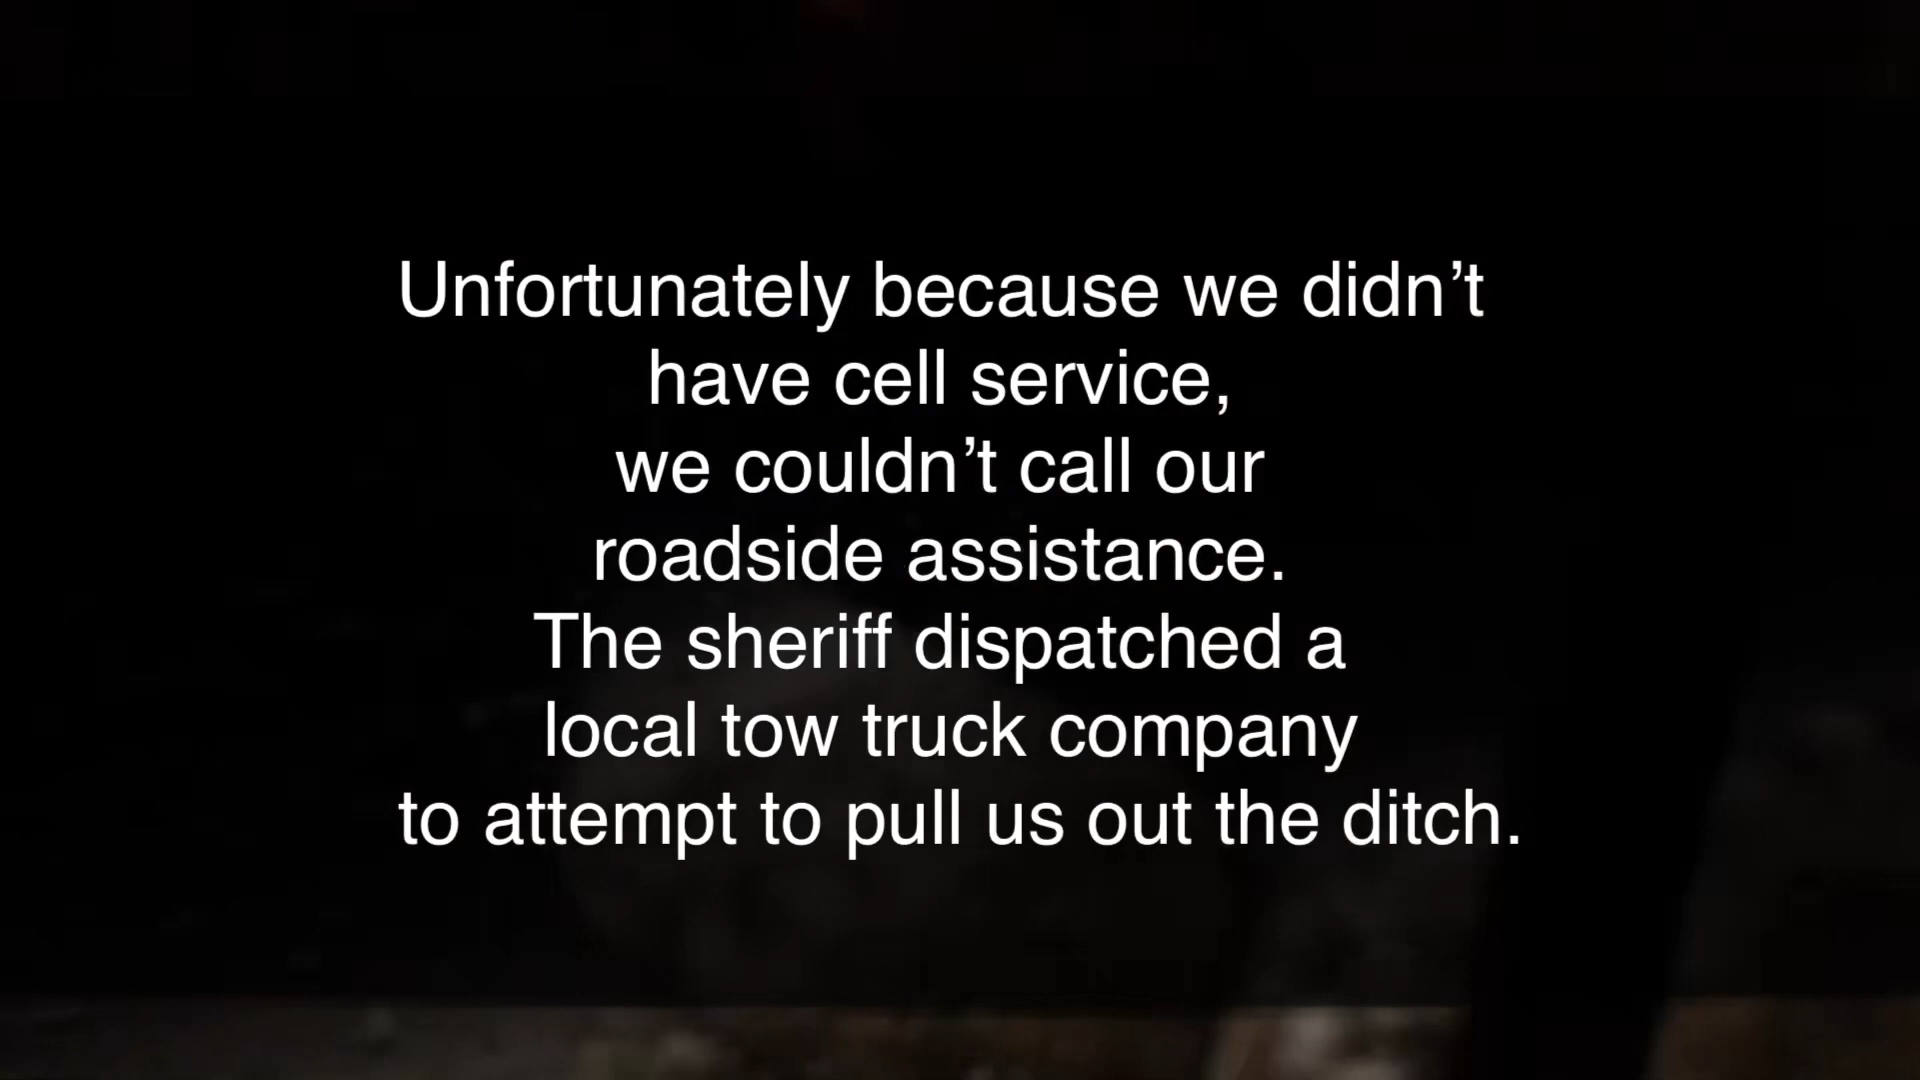 Unfortunately because we didn’t
have cell service,
we couldn’t call our
roadside assistance.
The sheriff dispatched a
local tow truck company
to attempt to pull us out the ditch.